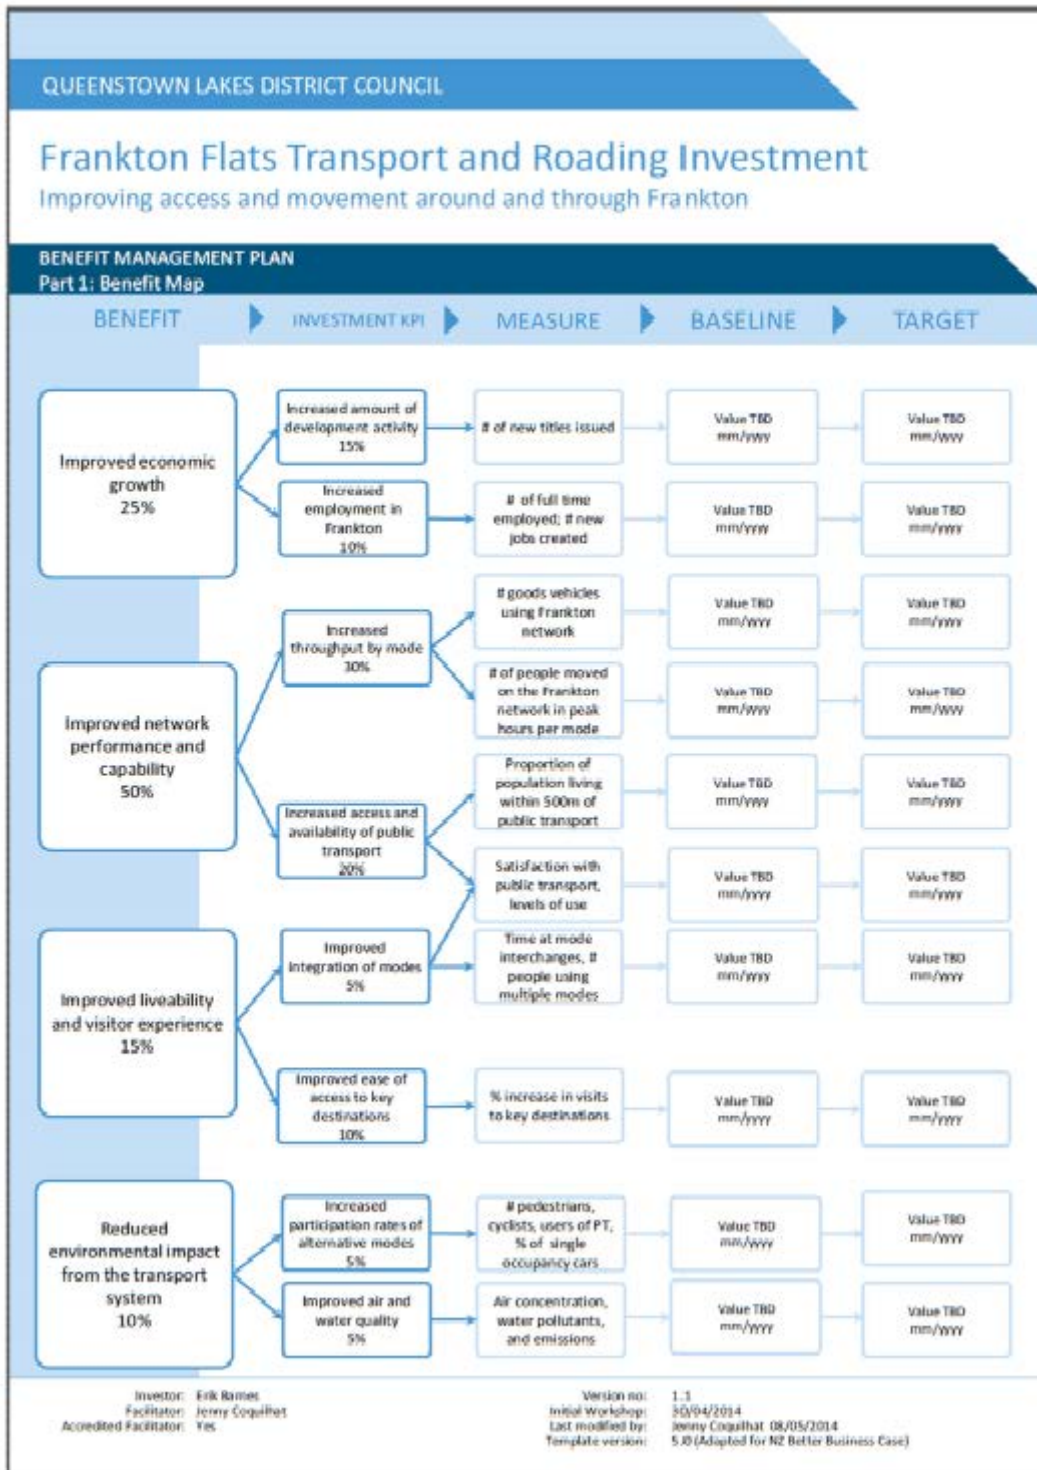 QUEENSTOWN LAKES DISTRICT COUNCIL
Frankton Flats Transport and Roading Investment
Improving access and movement around and through Frankton
BENEFIT MANAGEMENT PLAN
Part 1: Benefit Map
BENEFIT
INVESTMENT KPI
MEASURE
BASELINE
TARGET
Improved economic
growth
25%
Increased amount of
development activity
15%
# of new titles issued
Value TBD
mm/yyyy
Value TBD
mm/yyyy
Increased
employment in
Frankton
10%
# of full time
employed; # new
jobs created
Value TBD
mm/yyyy
Value TBD
mm/yyyy
Improved network
performance and
capability
50%
Increased
throughput by mode
30%
# goods vehicles
using Frankton
network
Value TBD
mm/yyyy
Value TBD
mm/yyyy
# of people moved
on the Frankton
network in peak
hours per mode
Value TBD
mm/yyyy
Value TBD
mm/yyyy
Increased access and
availability of public
transport
20%
Proportion of
population living
within 500m of
public transport
Value TBD
mm/yyyy
Value TBD
mm/yyyy
Satisfaction with
public transport,
levels of use
Value TBD
mm/yyyy
Value TBD
mm/yyyy
Improved liveability
and visitor experience
15%
Improved
integration of modes
5%
Time at mode
interchanges, #
people using
multiple modes
Value TBD
mm/yyyy
Value TBD
mm/yyyy
Improved ease of
access to key
destinations
10%
% increase in visits
to key destinations
Value TBD
mm/yyyy
Value TBD
mm/yyyy
Reduced
environmental impact
from the transport
system
10%
Increased
participation rates of
alternative modes
5%
# pedestrians,
cyclists, users of PT,
% of single
occupancy cars
Value TBD
mm/yyyy
Value TBD
mm/yyyy
Improved air and
water quality
5%
Air concentration,
water pollutants,
and emissions
Value TBD
mm/yyyy
Value TBD
mm/yyyy
Investor: Erik Barnes
Facilitator: Jenny Coquilhat
Accredited Facilitator: Yes
Version no: 1.1
Initial Workshop: 30/04/2014
Last modified by: Jenny Coquilhat 08/05/2014
Template version: 5.0 (Adapted for NZ Better Business Case)